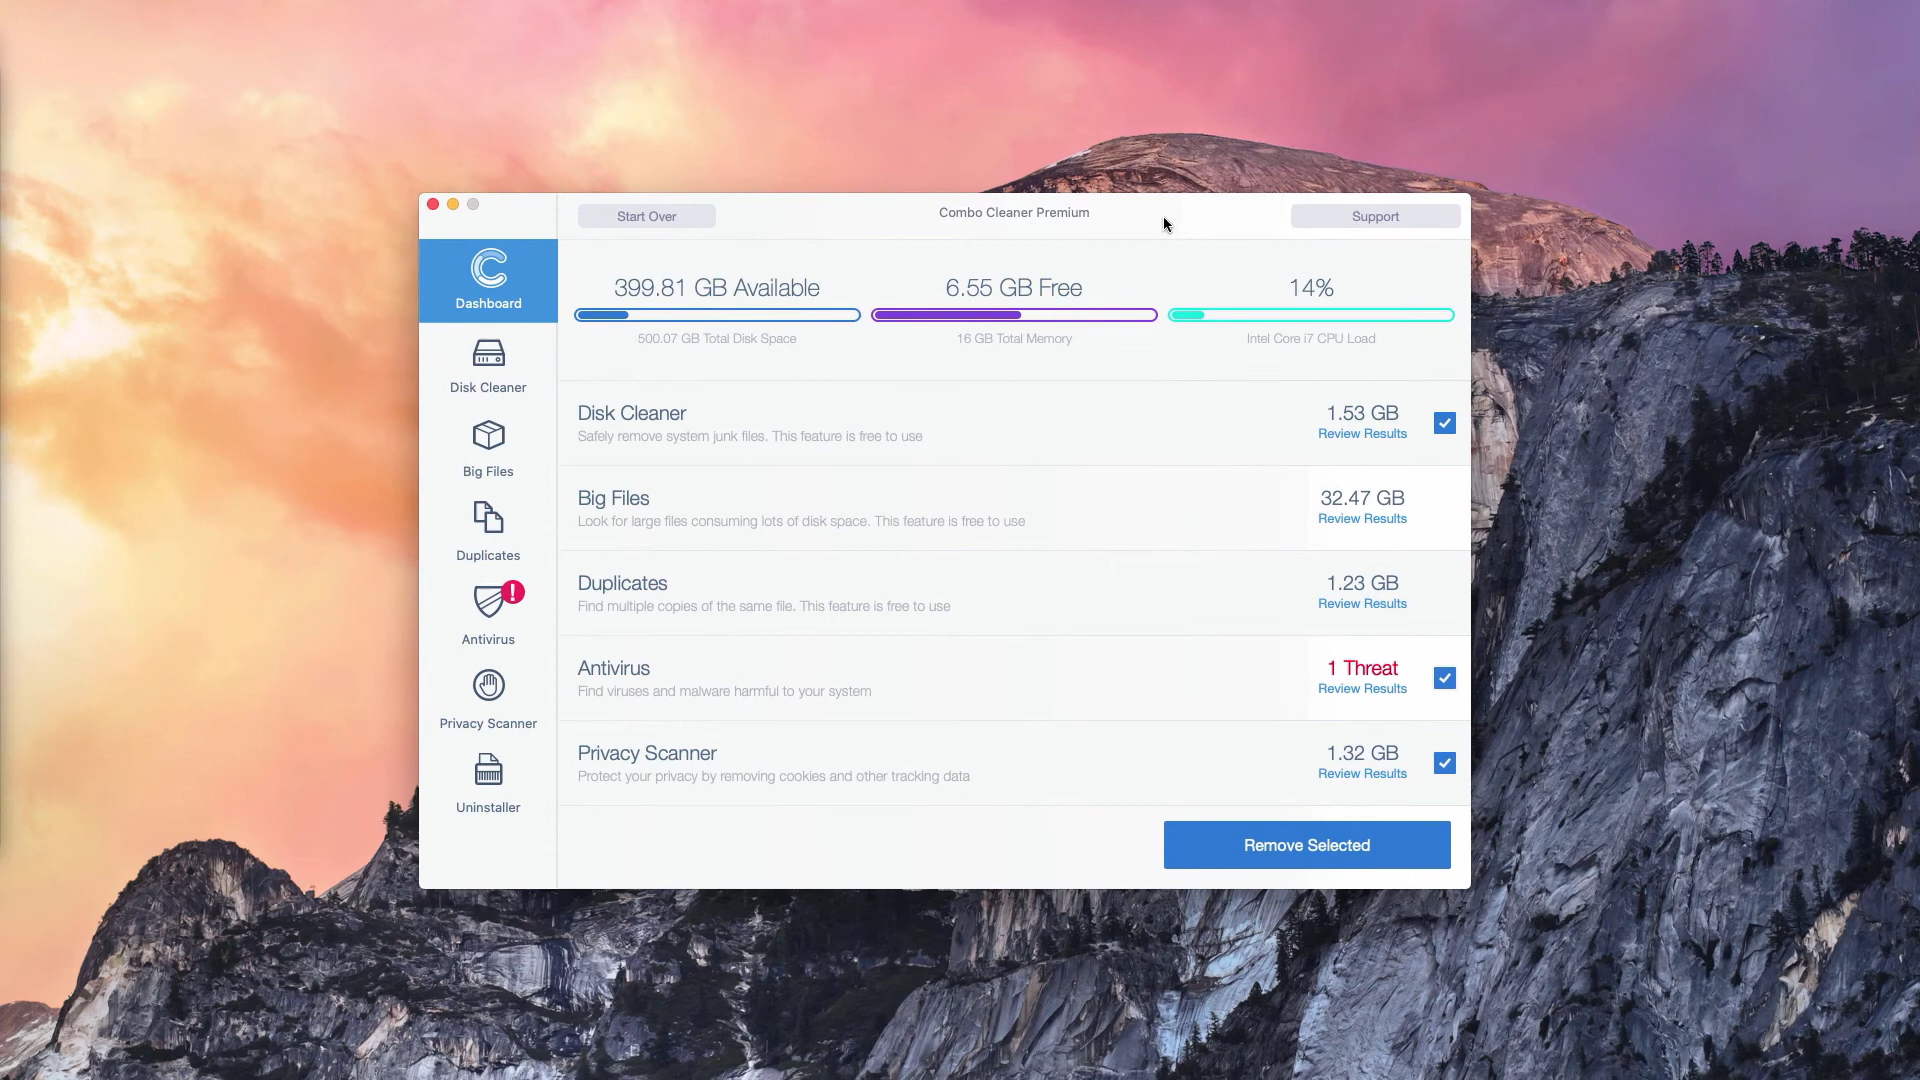 Start Over
Combo Cleaner Premium
Support
Dashboard
Disk Cleaner
Big Files
Duplicates
Antivirus
Privacy Scanner
Uninstaller
399.81 GB Available
500.07 GB Total Disk Space
6.55 GB Free
16 GB Total Memory
14%
Intel Core i7 CPU Load
Disk Cleaner
Safely remove system junk files. This feature is free to use
1.53 GB
Review Results
Big Files
Look for large files consuming lots of disk space. This feature is free to use
32.47 GB
Review Results
Duplicates
Find multiple copies of the same file. This feature is free to use
1.23 GB
Review Results
Antivirus
Find viruses and malware harmful to your system
1 Threat
Review Results
Privacy Scanner
Protect your privacy by removing cookies and other tracking data
1.32 GB
Review Results
Remove Selected